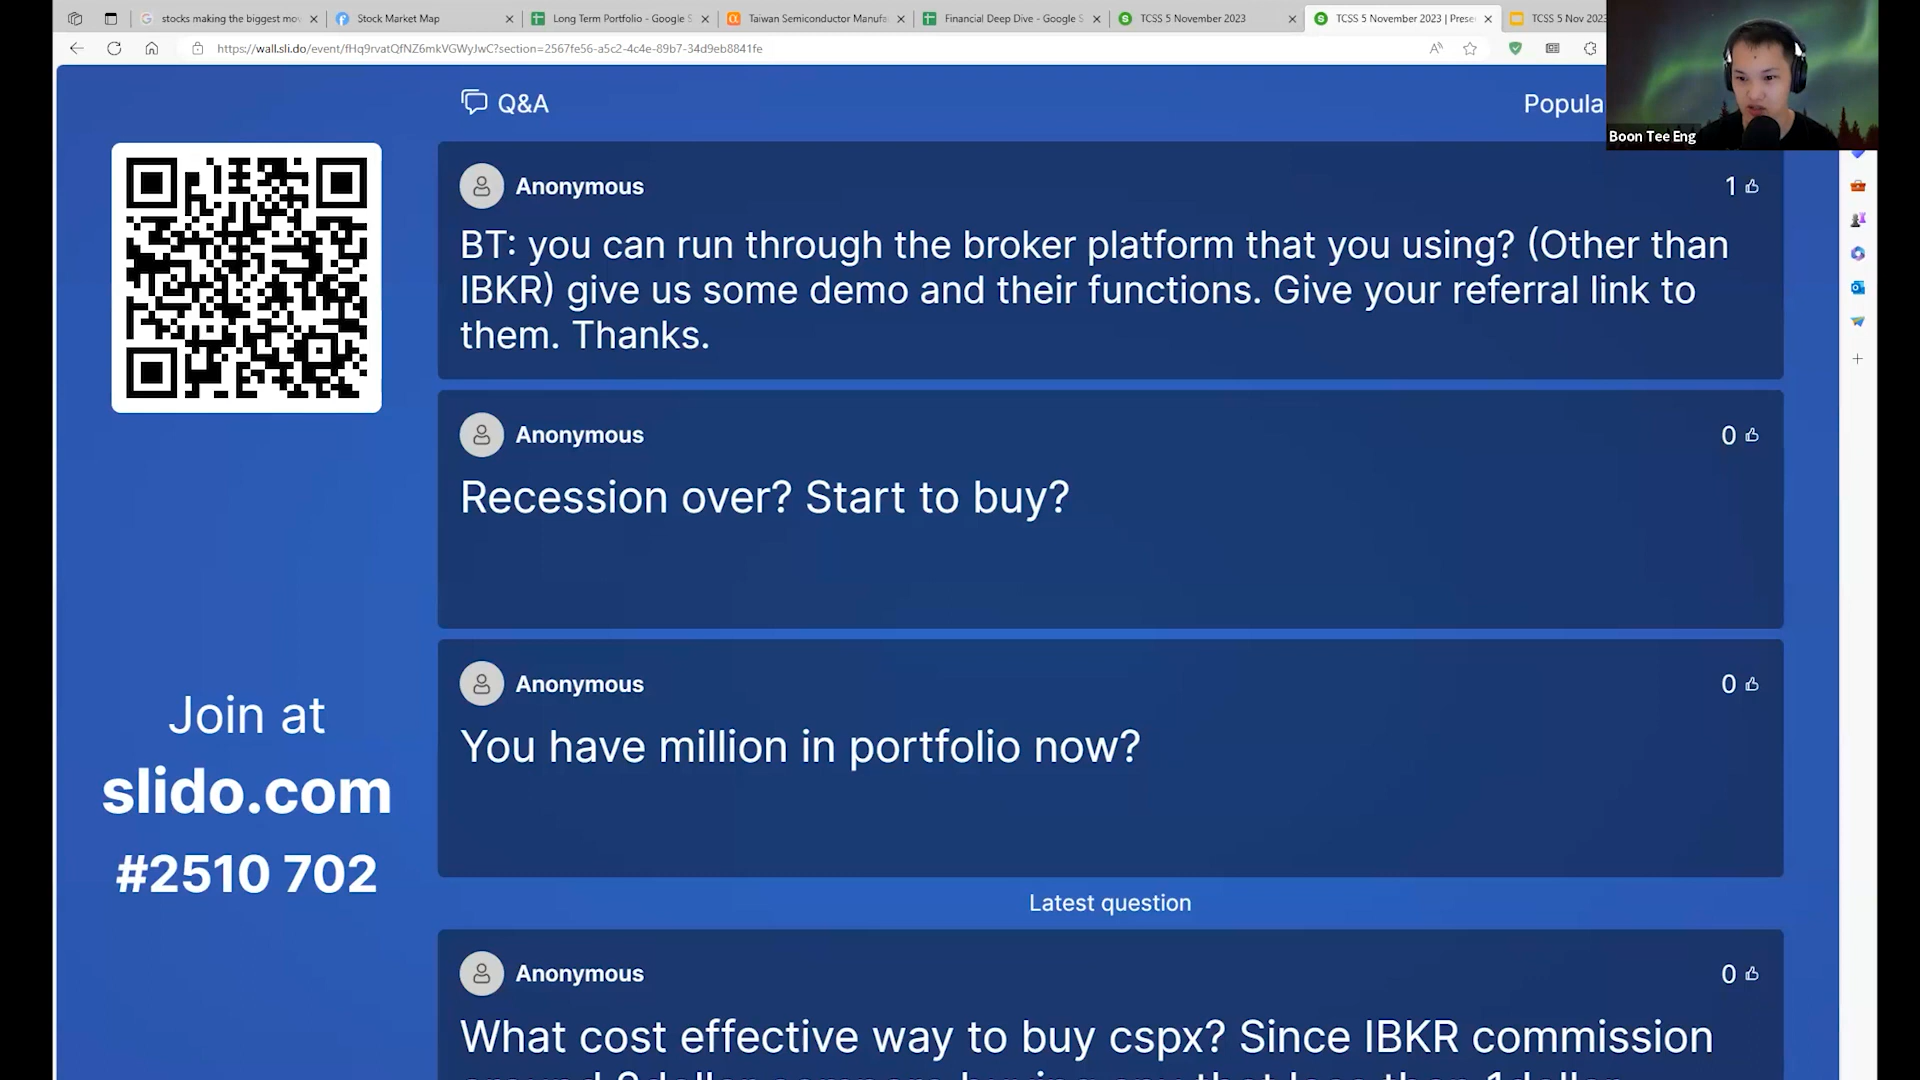 stocks making the biggest mov
Stock Market Map
Long Term Portfolio - Google S
Taiwan Semiconductor Manufa
Financial Deep Dive - Google S
TCSS 5 November 2023
TCSS 5 November 2023 | Prese
TCSS 5 Nov 2023
https://wall.sli.do/event/fHq9rvatQfNZ6mkVGWyJwC?section=2567fe56-a5c2-4c4e-89b7-34d9eb8841fe
Boon Tee Eng
Q&A
Popula
Anonymous
1
BT: you can run through the broker platform that you using? (Other than
IBKR) give us some demo and their functions. Give your referral link to
them. Thanks.
Anonymous
0
Recession over? Start to buy?
Anonymous
0
You have million in portfolio now?
Join at
slido.com
#2510 702
Latest question
Anonymous
0
What cost effective way to buy cspx? Since IBKR commission